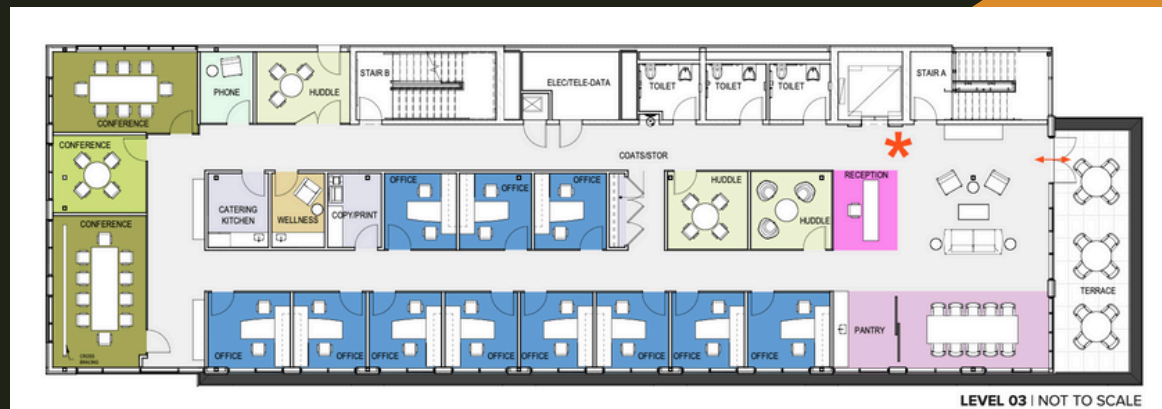 STAIR B
STAIR A
ELEC/TELE-DATA
PHONE
HUDDLE
TOILET
TOILET
TOILET
CONFERENCE
CONFERENCE
COATS/STOR
*
RECEPTION
OFFICE
OFFICE
OFFICE
HUDDLE
HUDDLE
CATERING
KITCHEN
WELLNESS
COPY/PRINT
CONFERENCE
TERRACE
PANTRY
OFFICE
OFFICE
OFFICE
OFFICE
OFFICE
OFFICE
OFFICE
OFFICE
CROSS
BRACING
LEVEL 03 | NOT TO SCALE